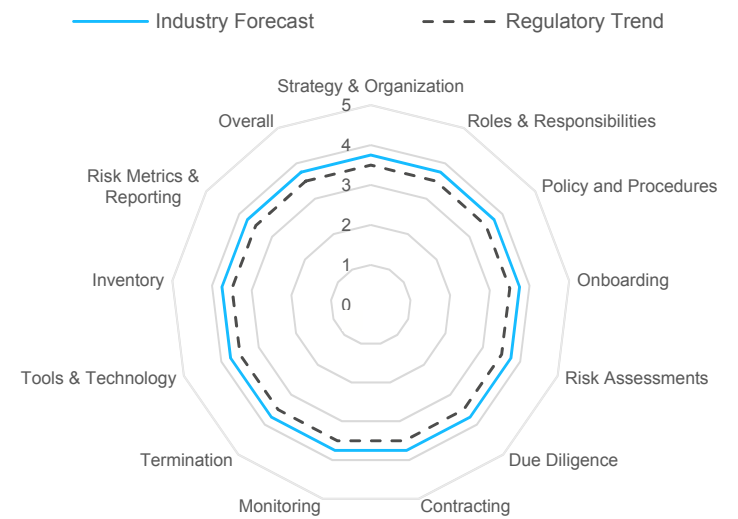 Industry Forecast
Regulatory Trend
Strategy & Organization
5
Overall
Roles & Responsibilities
4
Risk Metrics &
Reporting
Policy and Procedures
3
2
Inventory
Onboarding
1
0
Tools & Technology
Risk Assessments
Termination
Due Diligence
Monitoring
Contracting